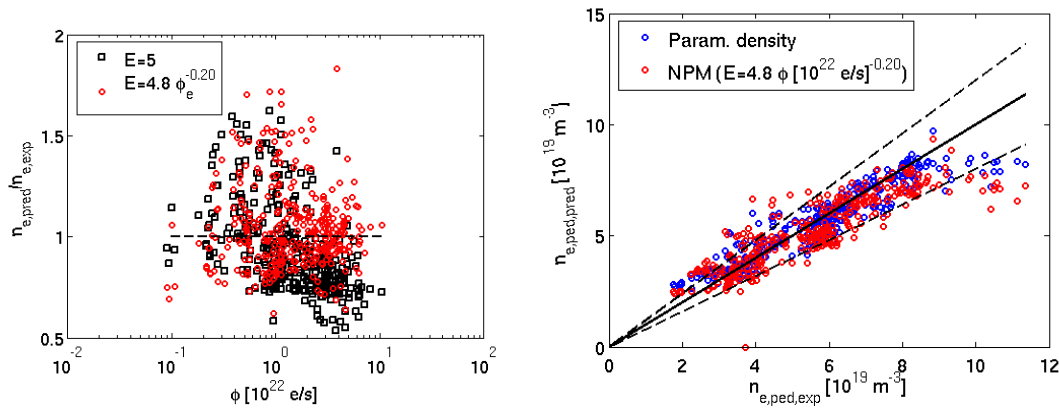 2
1.5
1
0.5
n_e,pred/n_e,exp
E=5
E=4.8 ϕ_e^-0.20
10^-2 10^-1 10^0 10^1 10^2
ϕ [10^22 e/s]
15
10
5
0
n_e,ped,pred [10^19 m^-3]
Param. density
NPM (E=4.8 ϕ [10^22 e/s]^-0.20)
0 2 4 6 8 10 12
n_e,ped,exp [10^19 m^-3]